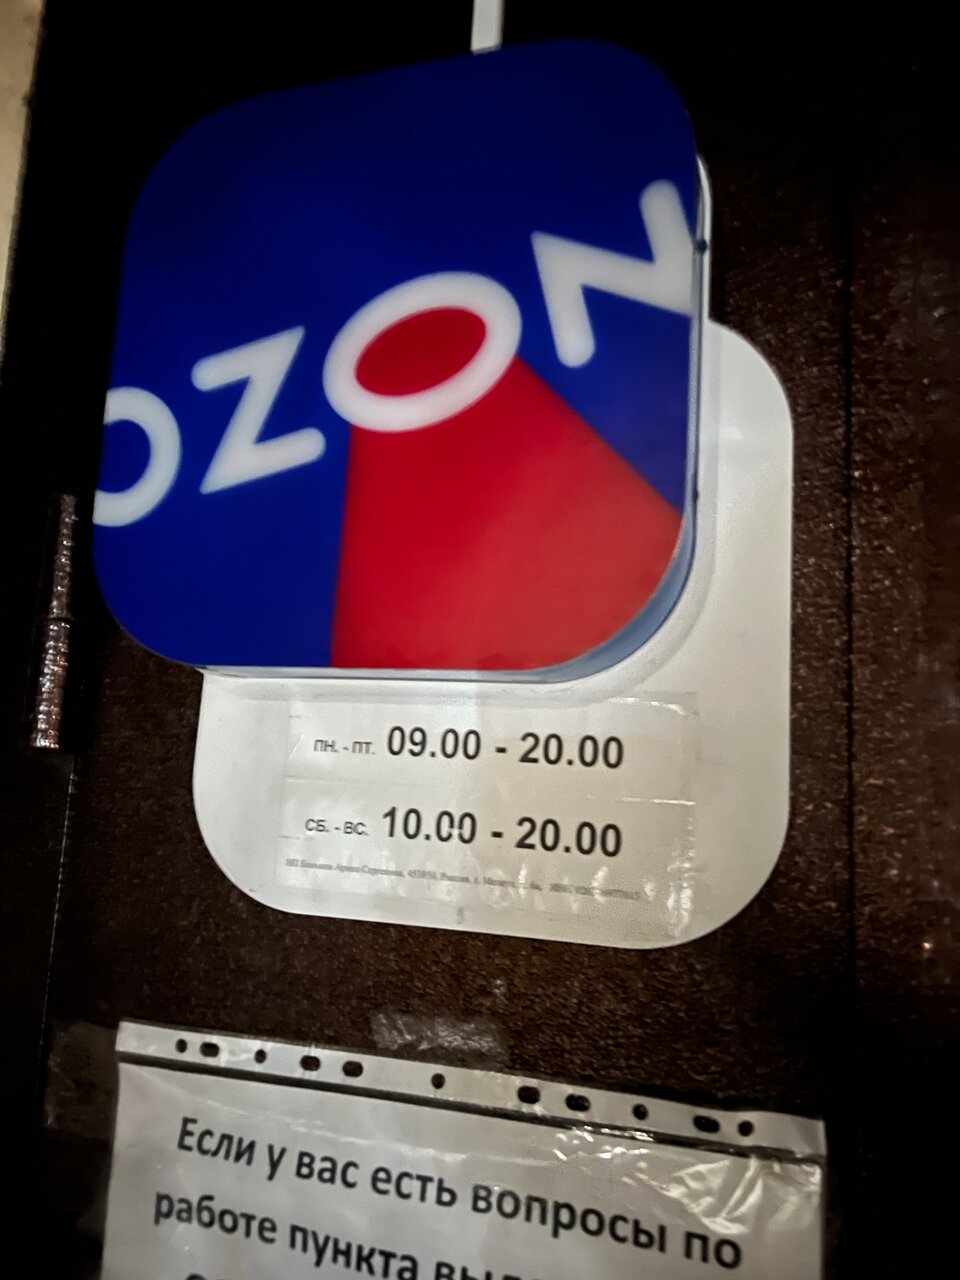 OZON
ПН. - ПТ. 09.00 - 20.00
СБ. - ВС. 10.00 - 20.00
Россия, г.
Если у вас есть вопросы по
работе пункта